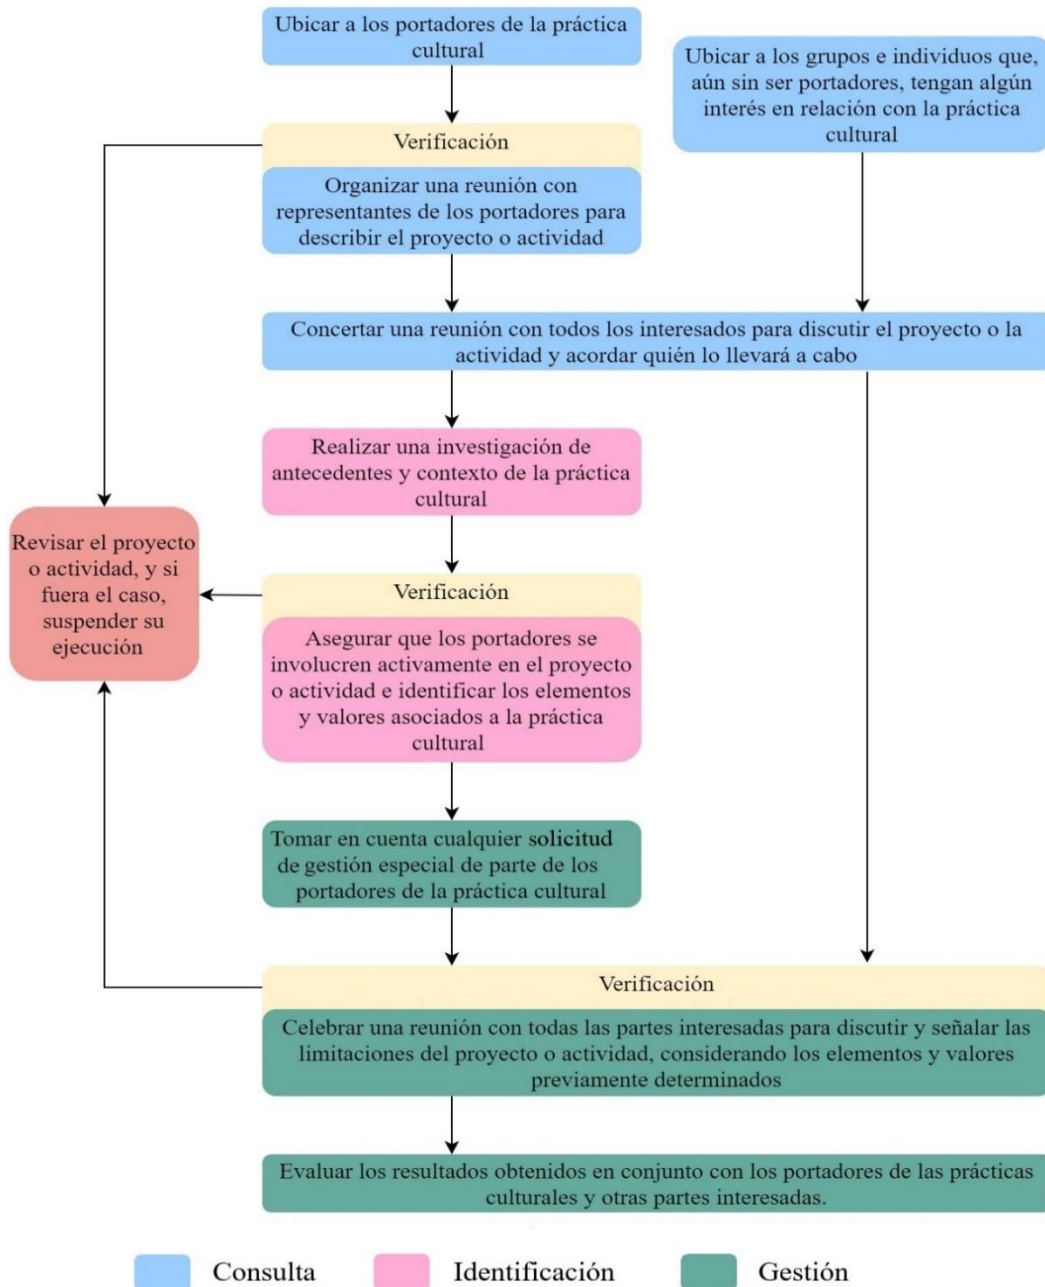 Ubicar a los portadores de la práctica
cultural
Ubicar a los grupos e individuos que,
aún sin ser portadores, tengan algún
interés en relación con la práctica
cultural
Verificación
Organizar una reunión con
representantes de los portadores para
describir el proyecto o actividad
Concertar una reunión con todos los interesados para discutir el proyecto o la
actividad y acordar quién lo llevará a cabo
Realizar una investigación de
antecedentes y contexto de la práctica
cultural
Revisar el proyecto
o actividad, y si
fuera el caso,
suspender su
ejecución
Verificación
Asegurar que los portadores se
involucren activamente en el proyecto
o actividad e identificar los elementos
y valores asociados a la práctica
cultural
Tomar en cuenta cualquier solicitud
de gestión especial de parte de los
portadores de la práctica cultural
Verificación
Celebrar una reunión con todas las partes interesadas para discutir y señalar las
limitaciones del proyecto o actividad, considerando los elementos y valores
previamente determinados
Evaluar los resultados obtenidos en conjunto con los portadores de las prácticas
culturales y otras partes interesadas.
Consulta
Identificación
Gestión